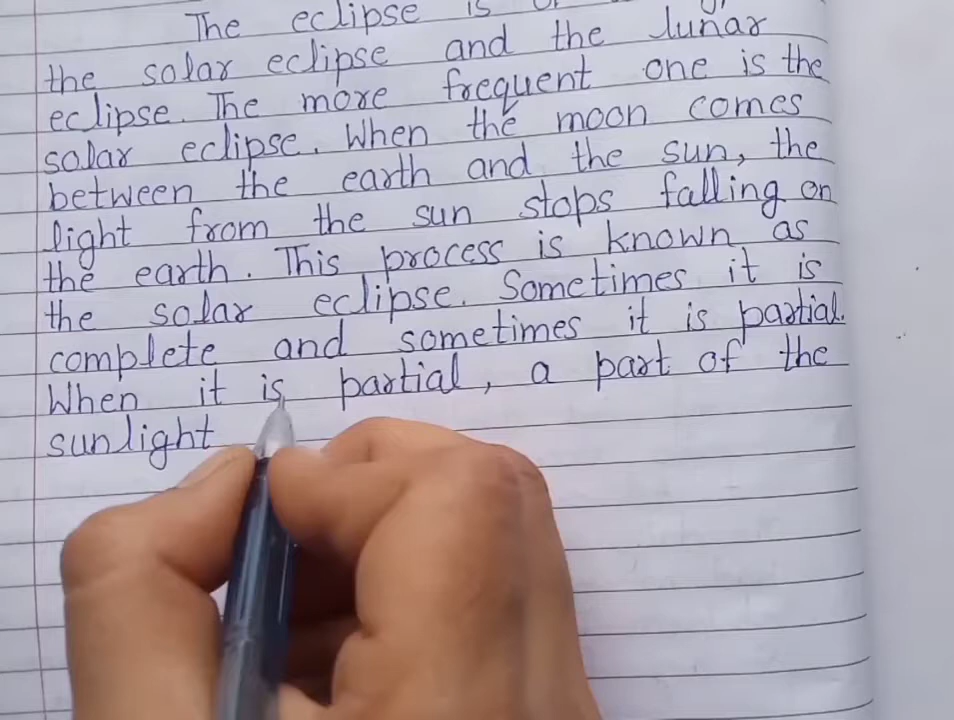 The eclipse is
the solar eclipse and the lunar
eclipse. The more frequent one is the
solar eclipse. When the moon comes
between the earth and the sun, the
light from the sun stops falling on
the earth. This process is known as
the solar eclipse. Sometimes it is
complete and sometimes it is partial.
When it is partial, a part of the
sunlight